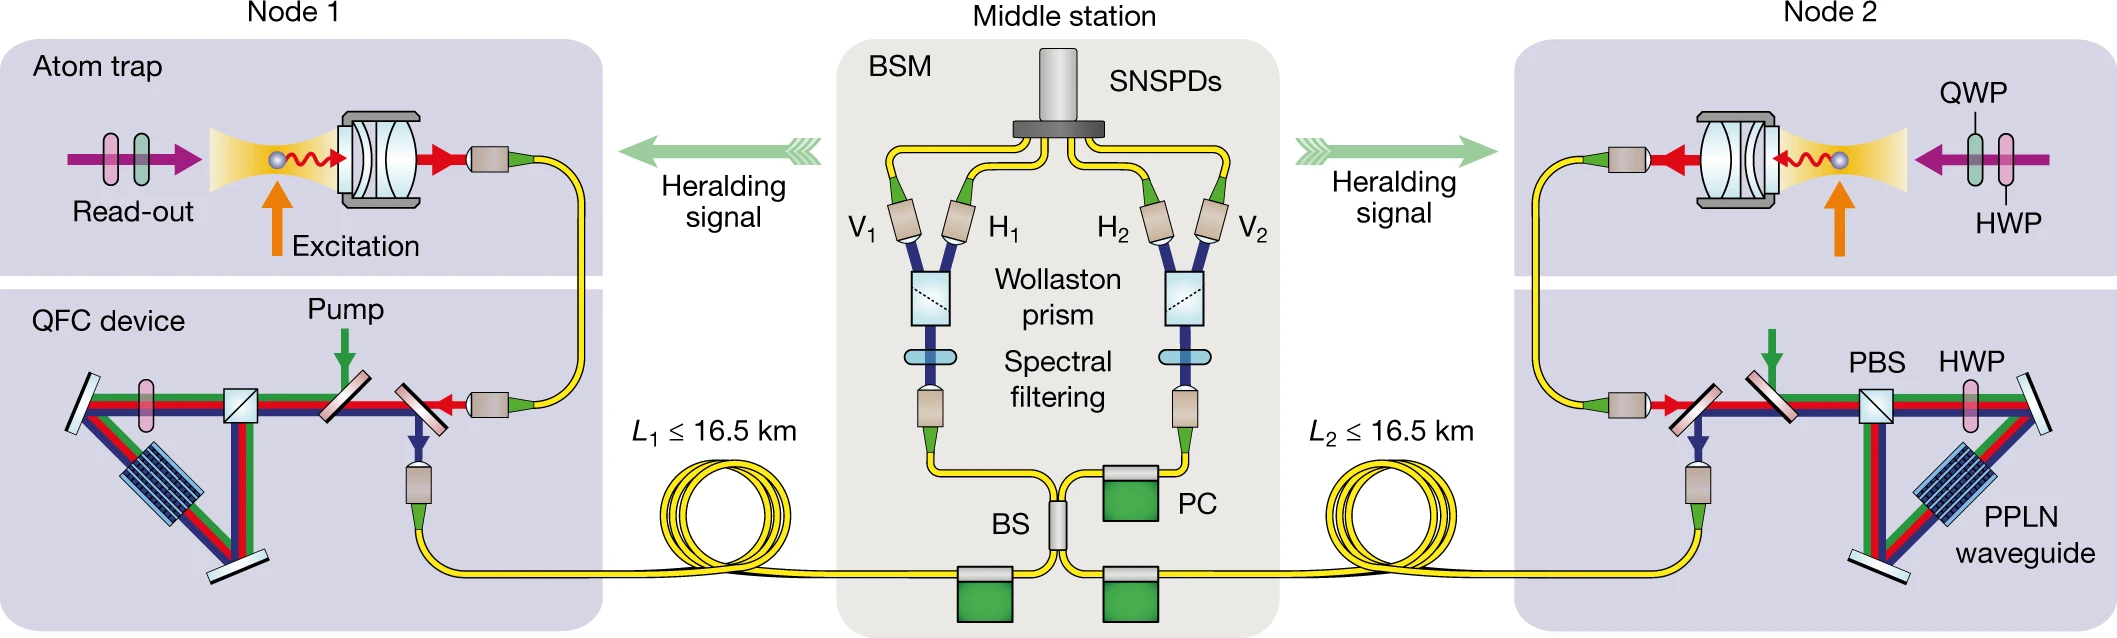 Node 1
Middle station
Node 2
Atom trap
BSM
SNSPDs
QWP
Read-out
Excitation
Heralding
signal
V₁
H₁
H₂
V₂
Heralding
signal
HWP
Wollaston
prism
QFC device
Pump
Spectral
filtering
PBS
HWP
L₁ ≤ 16.5 km
L₂ ≤ 16.5 km
BS
PC
PPLN
waveguide